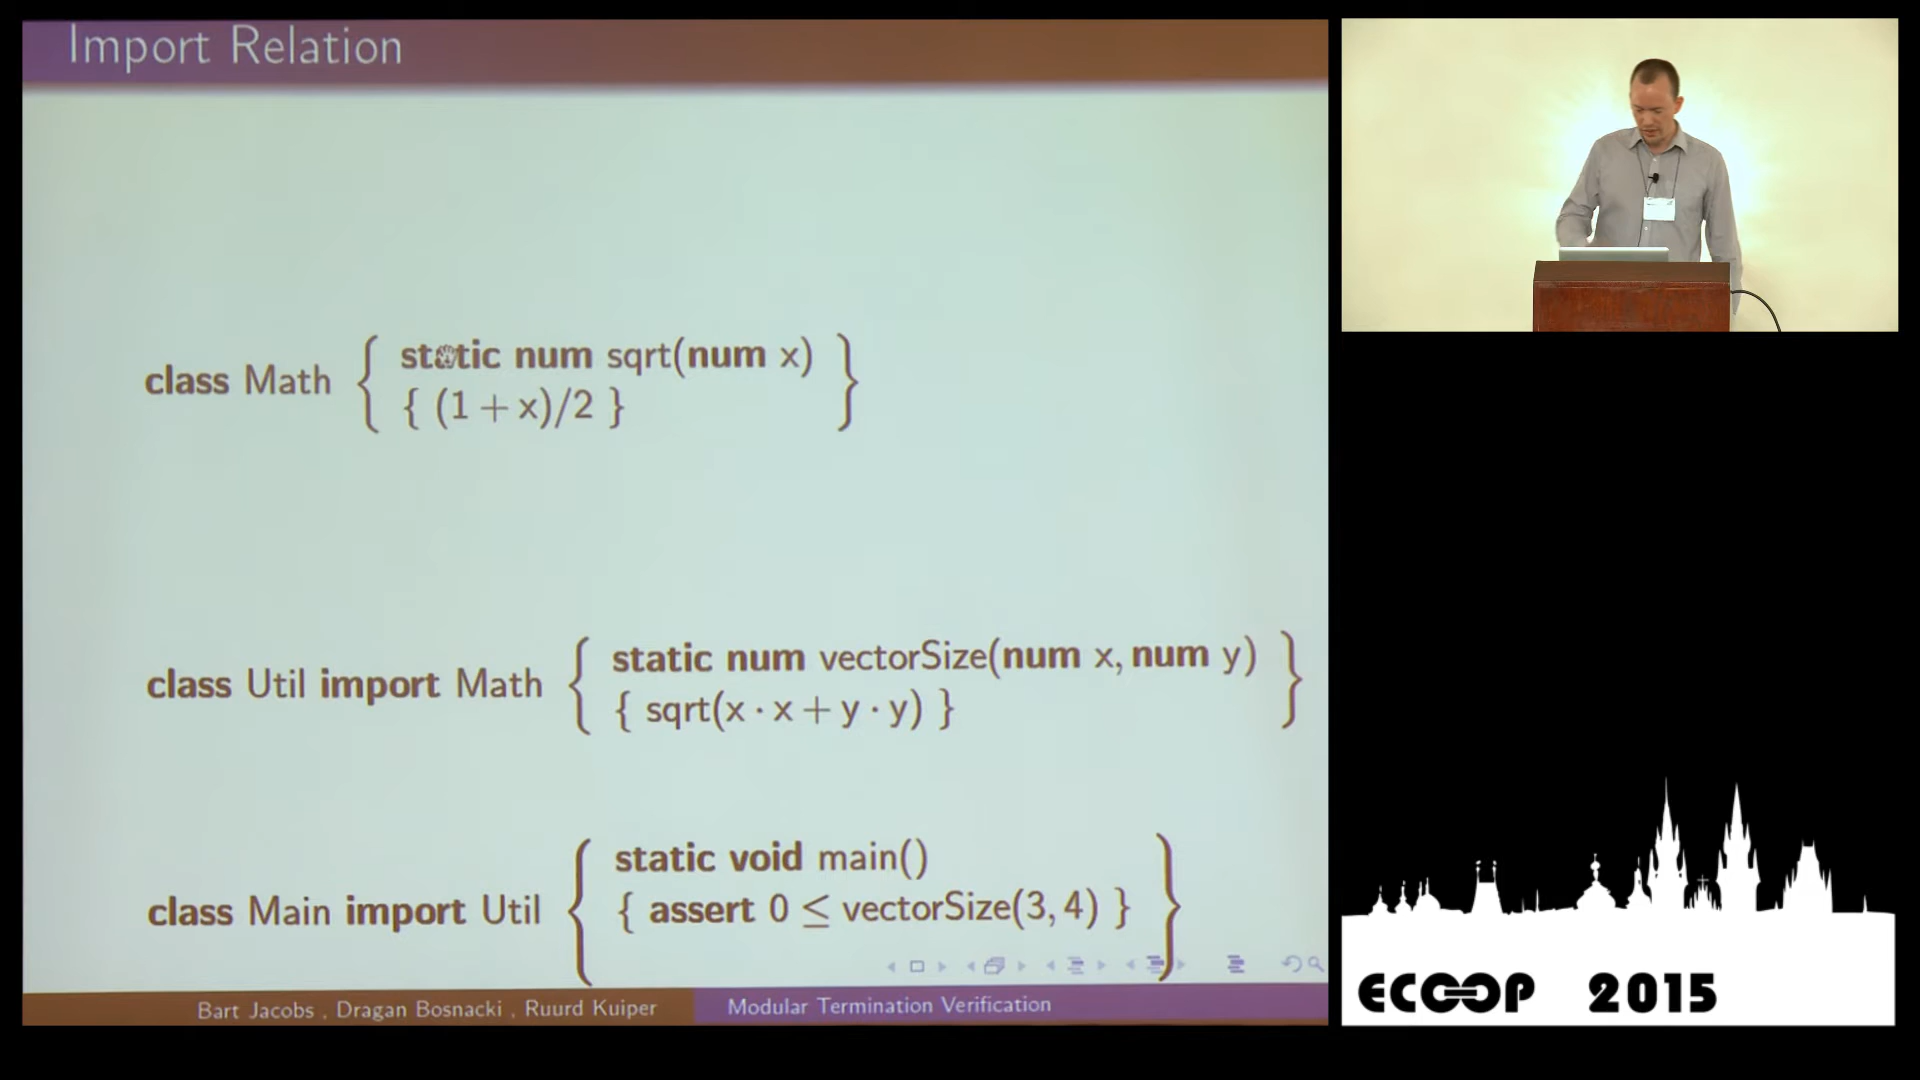 Import Relation
class Math { static num sqrt(num x)
{ (1 + x)/2 } }
class Util import Math { static num vectorSize(num x, num y)
{ sqrt(x · x + y · y) } }
class Main import Util { static void main()
{ assert 0 ≤ vectorSize(3, 4) } }
Bart Jacobs , Dragan Bosnacki , Ruurd Kuiper
Modular Termination Verification
ECOOP 2015